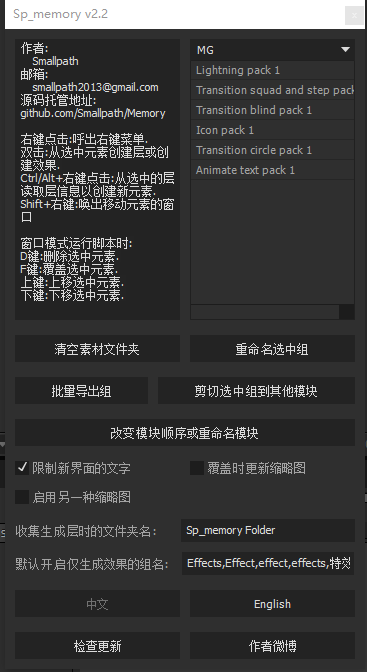 Sp_memory v2.2
作者:
Smallpath
邮箱:
smallpath2013@gmail.com
源码托管地址:
github.com/Smallpath/Memory
右键点击:呼出右键菜单.
双击:从选中元素创建层或创
建效果.
Ctrl/Alt+右键点击:从选中的层
读取层信息以创建新元素.
Shift+右键:唤出移动元素的窗
口
窗口模式运行脚本时:
D键:删除选中元素.
F键:覆盖选中元素.
上键:上移选中元素.
下键:下移选中元素.
MG
Lightning pack 1
Transition squad and step pack
Transition blind pack 1
Icon pack 1
Transition circle pack 1
Animate text pack 1
清空素材文件夹
重命名选中组
批量导出组
剪切选中组到其他模块
改变模块顺序或重命名模块
限制新界面的文字
覆盖时更新缩略图
启用另一种缩略图
收集生成层时的文件夹名:
Sp_memory Folder
默认开启仅生成效果的组名:
Effects,Effect,effect,effects,特效
中文
English
检查更新
作者微博